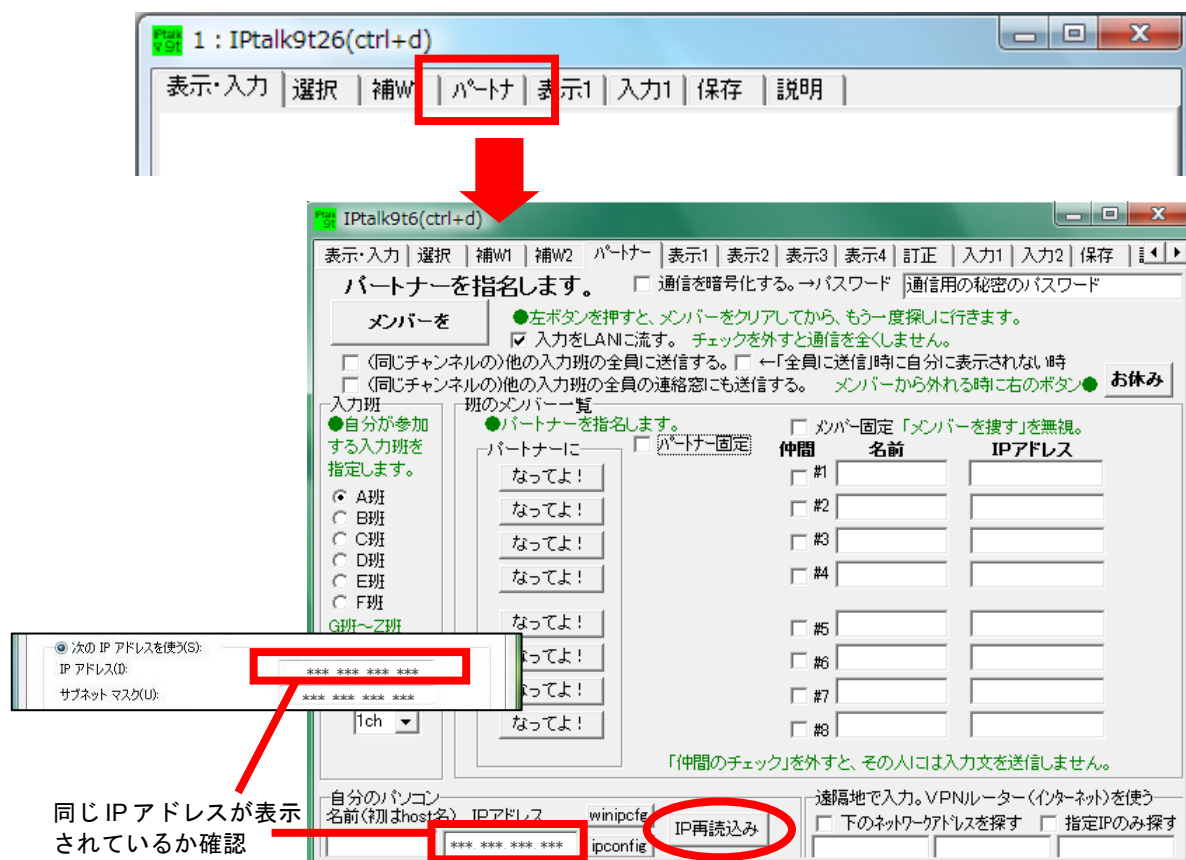 1：IPtalk9t26(ctrl+d)
表示・入力 選択 補W1 ﾊﾟｰﾄﾅ 表示1 入力1 保存 説明
IPtalk9t6(ctrl+d)
表示・入力 選択 補W1 補W2 ﾊﾟｰﾄﾅｰ 表示1 表示2 表示3 表示4 訂正 入力1 入力2 保存
パートナーを指名します。 通信を暗号化する。→パスワード 通信用の秘密のパスワード
メンバーを ●左ボタンを押すと、メンバーをクリアしてから、もう一度探しに行きます。
入力をLANに流す。 チェックを外すと通信を全くしません。
(同じチャンネルの)他の入力班の全員に送信する。 ←「全員に送信」時に自分に表示されない時
(同じチャンネルの)他の入力班の全員の連絡窓にも送信する。 メンバーから外れる時に右のボタン● お休み
入力班 班のメンバー一覧
●自分が参加する入力班を指定します。
●パートナーを指名します。 ﾒﾝﾊﾞｰ固定「メンバーを捜す」を無視。
パートナーに ﾊﾟｰﾄﾅｰ固定 仲間 名前 IPアドレス
なってよ！ #1
A班
なってよ！ #2
B班
C班
なってよ！ #3
D班
なってよ！ #4
E班
F班
G班～Z班
なってよ！ #5
ってよ！ #6
ってよ！ #7
なってよ！ #8
1ch
次の IP アドレスを使う(S):
IP アドレス(I): *** *** *** ***
サブネット マスク(U): *** *** *** ***
「仲間のチェック」を外すと、その人には入力文を送信しません。
自分のパソコン
名前(初はhost名) IPアドレス winipcfg
*** *** *** *** ipconfig
IP再読込み
遠隔地で入力。VPNルーター(ｲﾝﾀｰﾈｯﾄ)を使う
下のﾈｯﾄﾜｰｸｱﾄﾞﾚｽを探す 指定IPのみ探す
同じ IP アドレスが表示
されているか確認